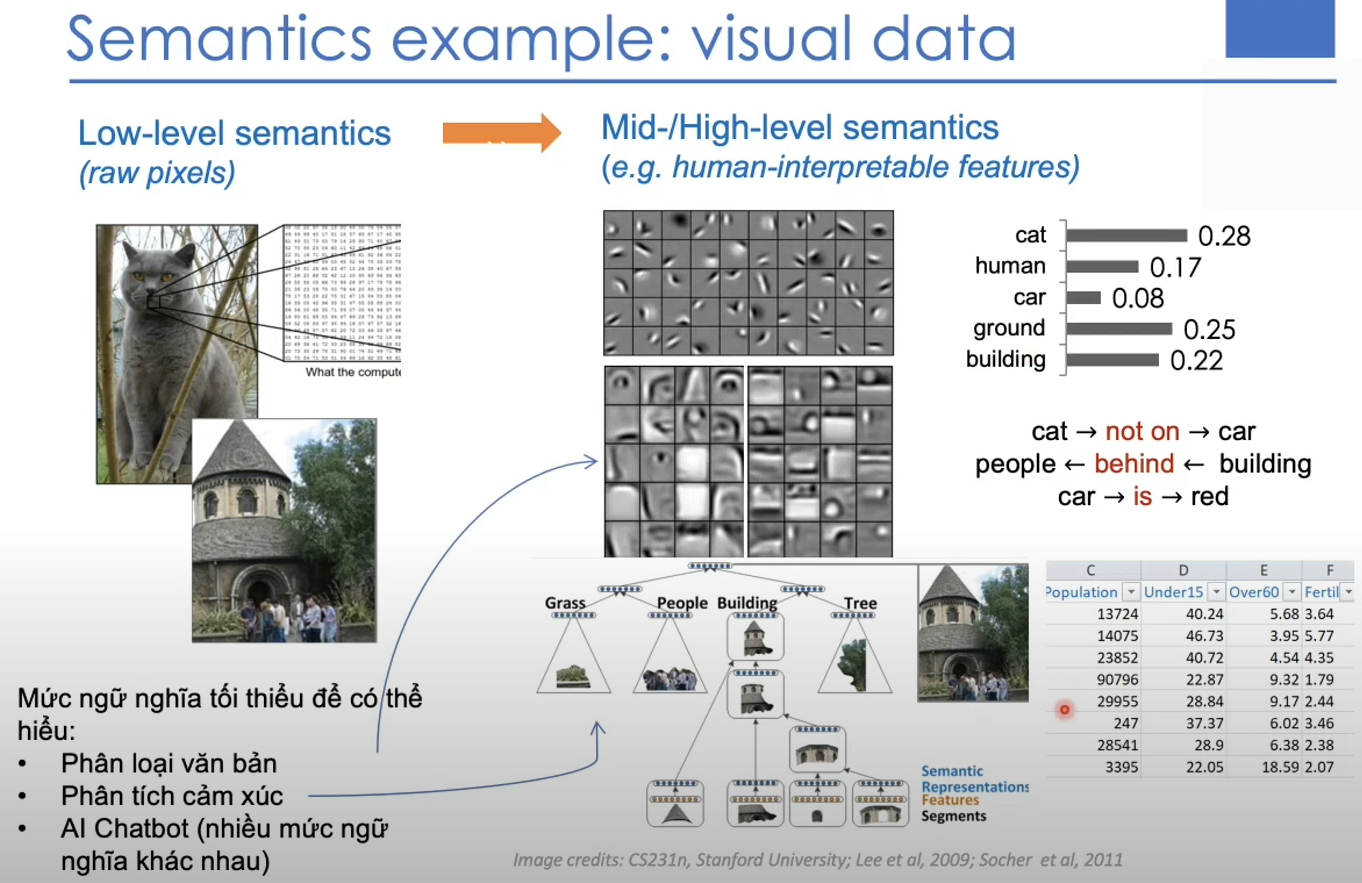 Semantics example: visual data
Low-level semantics
(raw pixels)
Mid-/High-level semantics
(e.g. human-interpretable features)
What the compute
cat 0.28
human 0.17
car 0.08
ground 0.25
building 0.22
cat → not on → car
people ← behind ← building
car → is → red
Grass People Building Tree
Semantic
Representations
Features
Segments
C D E F
Population Under15 Over60 Fertil
13724 40.24 5.68 3.64
14075 46.73 3.95 5.77
23852 40.72 4.54 4.35
90796 22.87 9.32 1.79
29955 28.84 9.17 2.44
247 37.37 6.02 3.46
28541 28.9 6.38 2.38
3395 22.05 18.59 2.07
Mức ngữ nghĩa tối thiểu để có thể
hiểu:
• Phân loại văn bản
• Phân tích cảm xúc
• AI Chatbot (nhiều mức ngữ
nghĩa khác nhau)
Image credits: CS231n, Stanford University; Lee et al, 2009; Socher et al, 2011